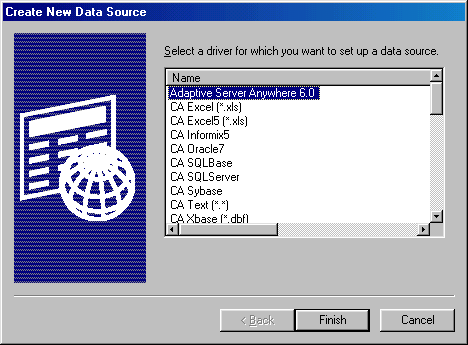 Create New Data Source
Select a driver for which you want to set up a data source.
Name
Adaptive Server Anywhere 6.0
CA Excel (*.xls)
CA Excel5 (*.xls)
CA Informix5
CA Oracle7
CA SQLBase
CA SQLServer
CA Sybase
CA Text (*.*)
CA Xbase (*.dbf)
< Back
Finish
Cancel